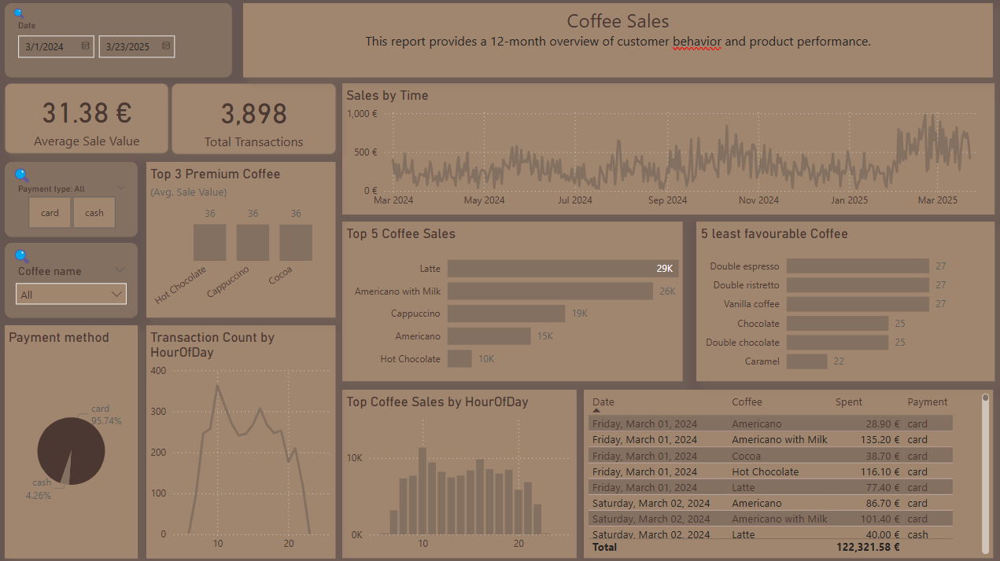 Date
3/1/2024 3/23/2025
Coffee Sales
This report provides a 12-month overview of customer behavior and product performance.
31.38 €
Average Sale Value
3,898
Total Transactions
Sales by Time
1,000 €
500 €
0 €
Mar 2024 May 2024 Jul 2024 Sep 2024 Nov 2024 Jan 2025 Mar 2025
Payment type: All
card cash
Coffee name
All
Top 3 Premium Coffee
(Avg. Sale Value)
36 36 36
Hot Chocolate Cappuccino Cocoa
Top 5 Coffee Sales
Latte 29K
Americano with Milk 26K
Cappuccino 19K
Americano 15K
Hot Chocolate 10K
5 least favourable Coffee
Double espresso 27
Double ristretto 27
Vanilla coffee 27
Chocolate 25
Double chocolate 25
Caramel 22
Payment method
card
95.74%
cash
4.26%
Transaction Count by
HourOfDay
400
300
200
100
0
10 20
Top Coffee Sales by HourOfDay
10K
0K
10 20
Date Coffee Spent Payment
Friday, March 01, 2024 Americano 28.90 € card
Friday, March 01, 2024 Americano with Milk 135.20 € card
Friday, March 01, 2024 Cocoa 38.70 € card
Friday, March 01, 2024 Hot Chocolate 116.10 € card
Friday, March 01, 2024 Latte 77.40 € card
Saturday, March 02, 2024 Americano 86.70 € card
Saturday, March 02, 2024 Americano with Milk 101.40 € card
Saturday, March 02, 2024 Latte 40.00 € cash
Total 122,321.58 €